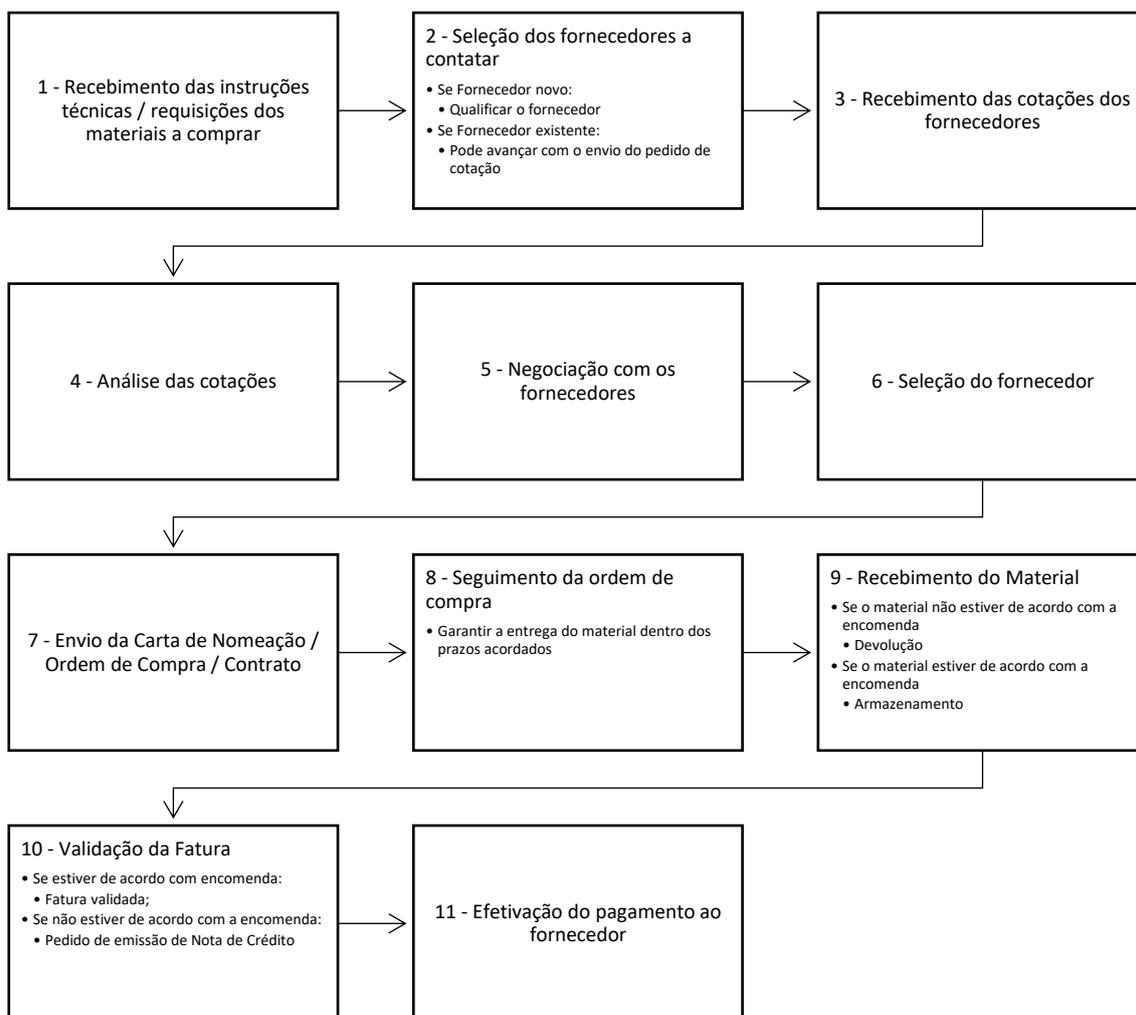 1 - Recebimento das instruções
técnicas / requisições dos
materiais a comprar
2 - Seleção dos fornecedores a
contatar
• Se Fornecedor novo:
• Qualificar o fornecedor
• Se Fornecedor existente:
• Pode avançar com o envio do pedido de
cotação
3 - Recebimento das cotações dos
fornecedores
4 - Análise das cotações
5 - Negociação com os
fornecedores
6 - Seleção do fornecedor
7 - Envio da Carta de Nomeação /
Ordem de Compra / Contrato
8 - Seguimento da ordem de
compra
• Garantir a entrega do material dentro dos
prazos acordados
9 - Recebimento do Material
• Se o material não estiver de acordo com a
encomenda
• Devolução
• Se o material estiver de acordo com a
encomenda
• Armazenamento
10 - Validação da Fatura
• Se estiver de acordo com encomenda:
• Fatura validada;
• Se não estiver de acordo com a encomenda:
• Pedido de emissão de Nota de Crédito
11 - Efetivação do pagamento ao
fornecedor